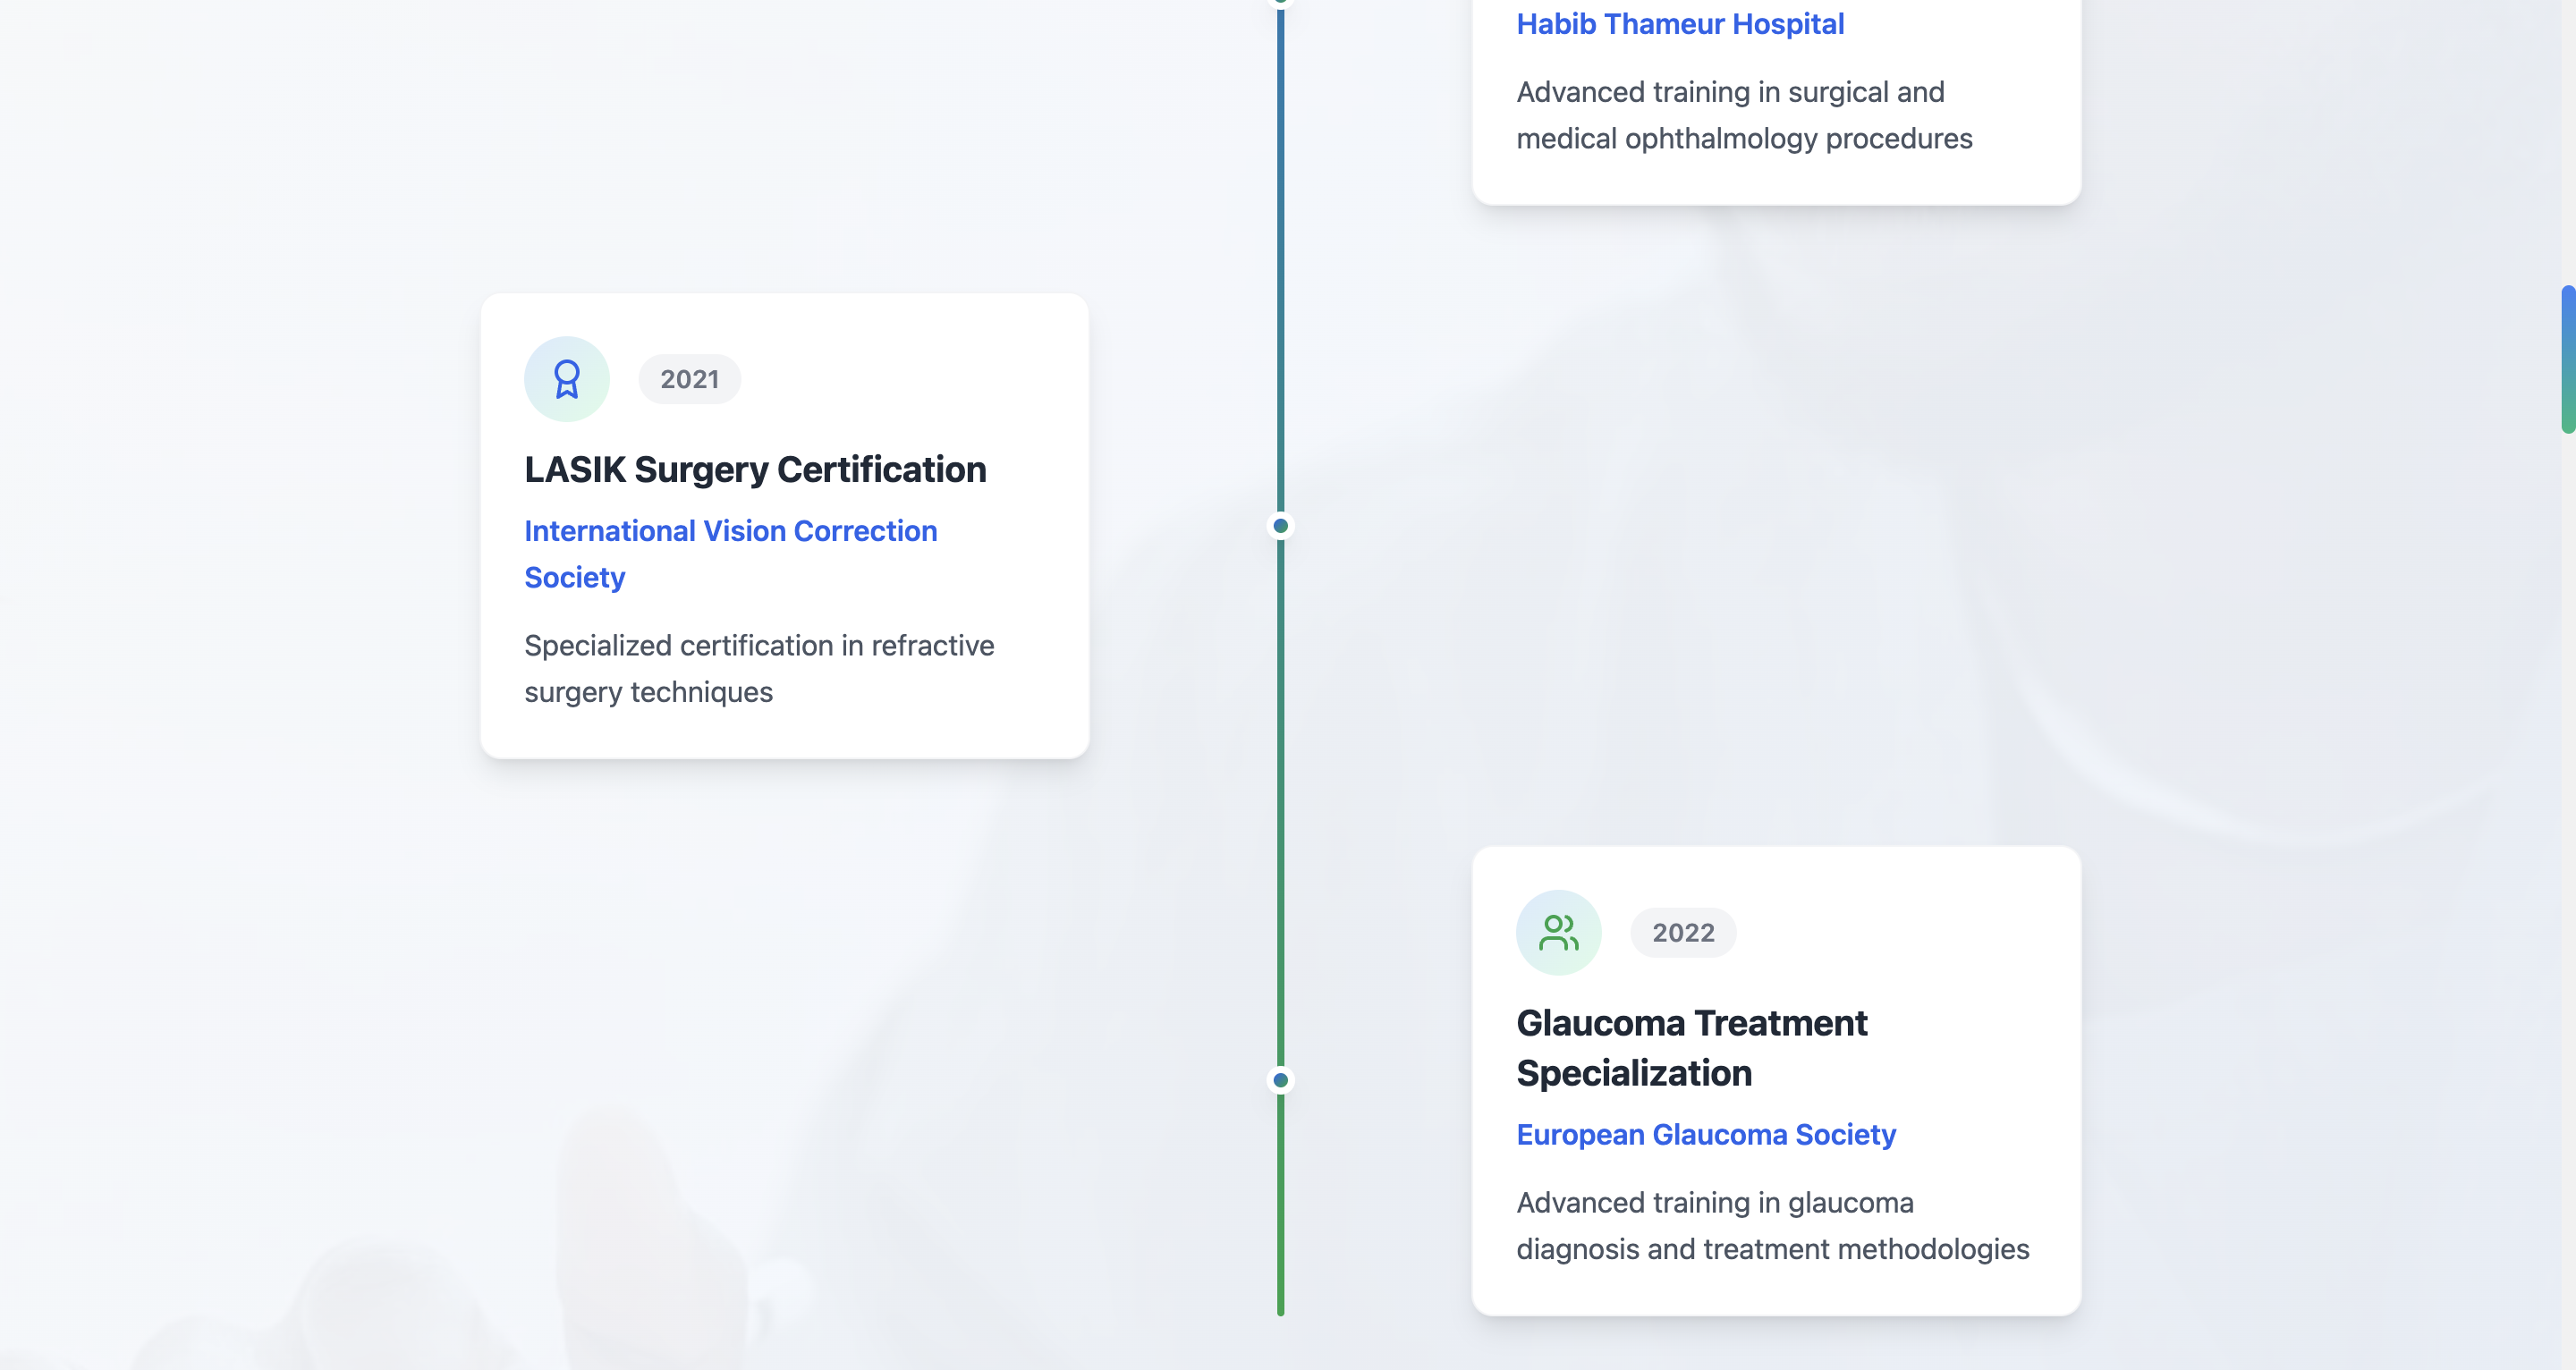 Habib Thameur Hospital
Advanced training in surgical and
medical ophthalmology procedures
2021
LASIK Surgery Certification
International Vision Correction
Society
Specialized certification in refractive
surgery techniques
2022
Glaucoma Treatment
Specialization
European Glaucoma Society
Advanced training in glaucoma
diagnosis and treatment methodologies